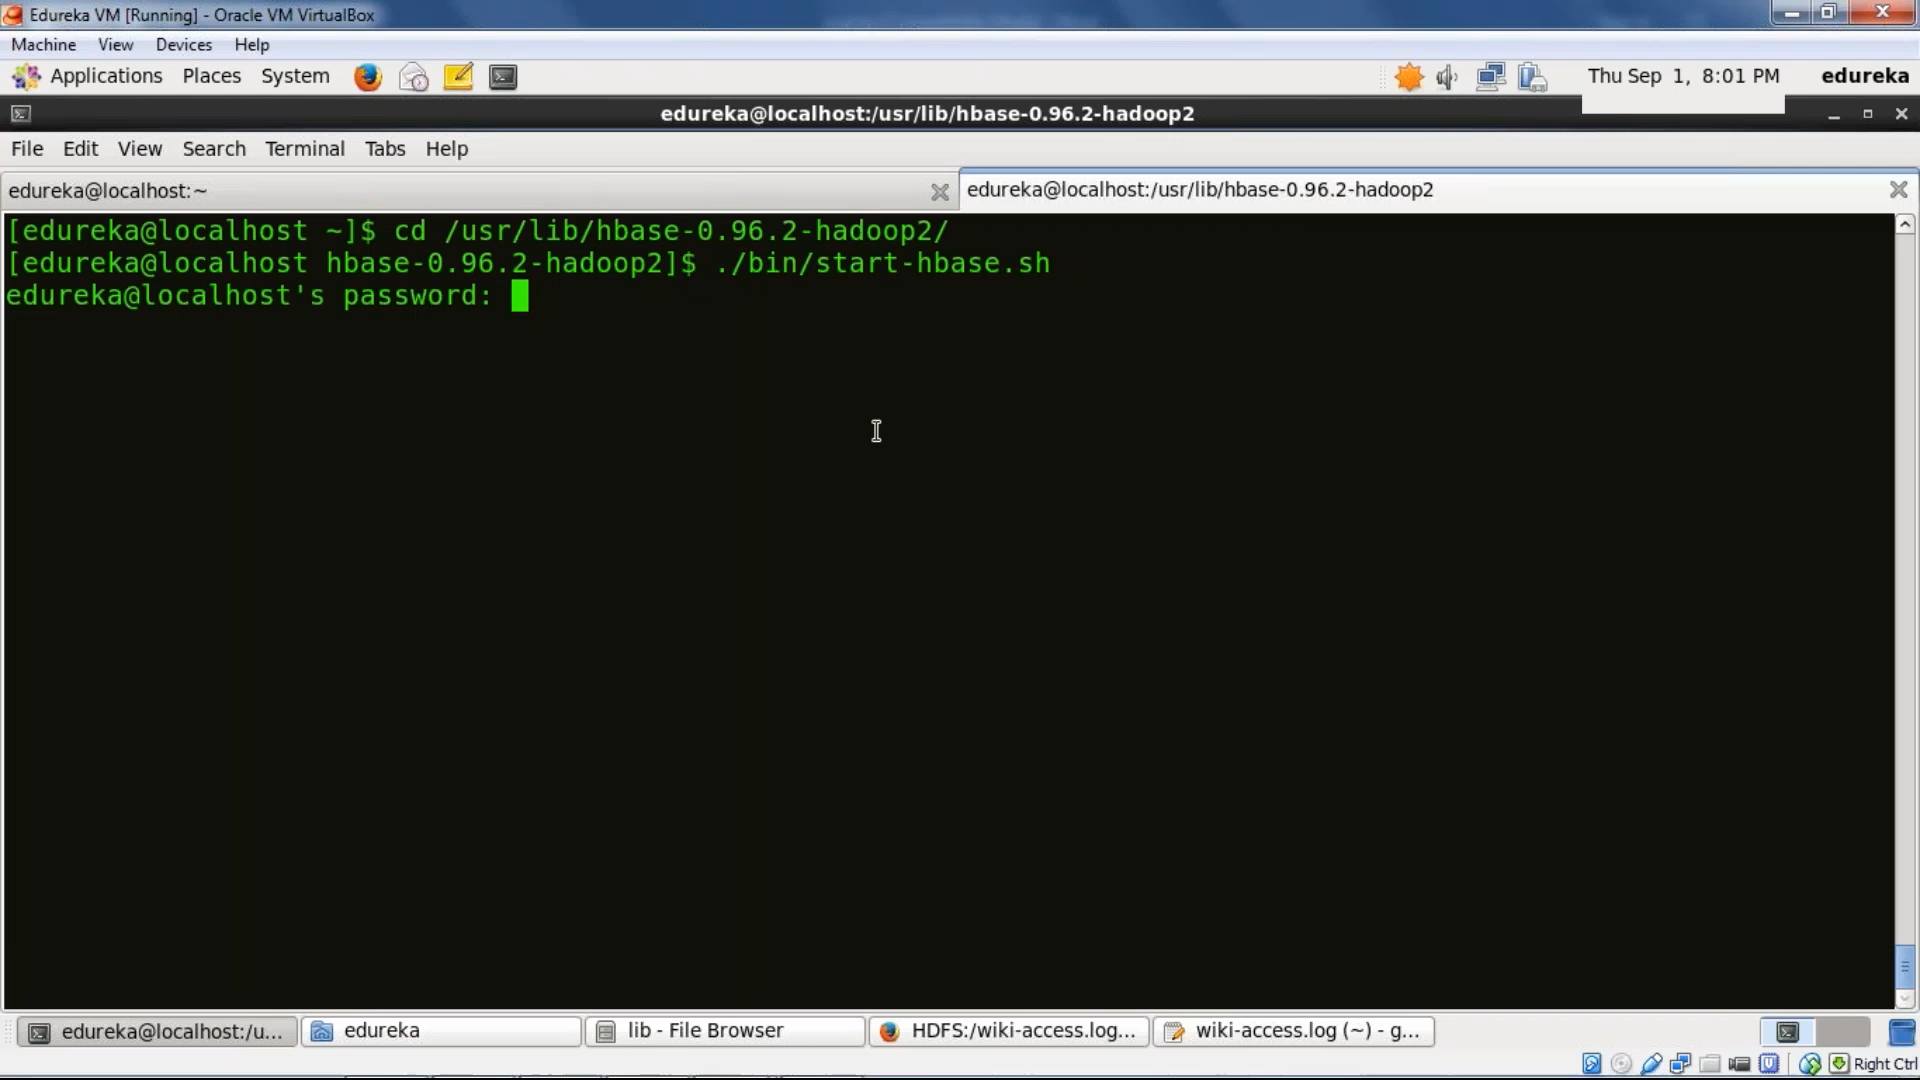 Edureka VM [Running] - Oracle VM VirtualBox
Machine View Devices Help
Applications Places System Thu Sep 1, 8:01 PM edureka
edureka@localhost:/usr/lib/hbase-0.96.2-hadoop2
File Edit View Search Terminal Tabs Help
edureka@localhost:~ edureka@localhost:/usr/lib/hbase-0.96.2-hadoop2
[edureka@localhost ~]$ cd /usr/lib/hbase-0.96.2-hadoop2/
[edureka@localhost hbase-0.96.2-hadoop2]$ ./bin/start-hbase.sh
edureka@localhost's password:
edureka@localhost:/u... edureka lib - File Browser HDFS:/wiki-access.log... wiki-access.log (~) - g...
Right Ctrl